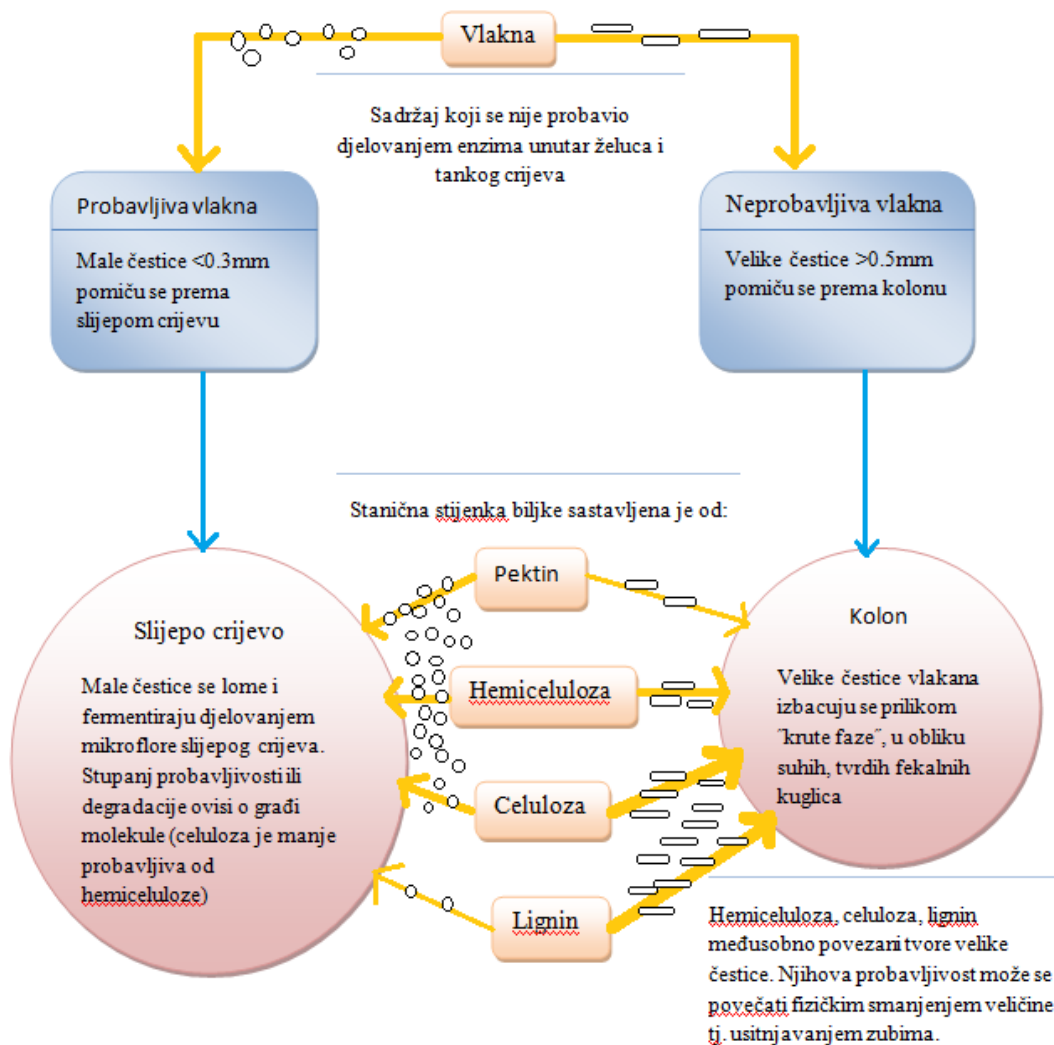 Vlakna
Sadržaj koji se nije probavio
djelovanjem enzima unutar želuca i
tankog crijeva
Probavljiva vlakna
Male čestice <0.3mm
pomiču se prema
slijepom crijevu
Neprobavljiva vlakna
Velike čestice >0.5mm
pomiču se prema kolonu
Stanična stijenka biljke sastavljena je od:
Pektin
Hemiceluloza
Celuloza
Lignin
Slijepo crijevo
Male čestice se lome i
fermentiraju djelovanjem
mikroflore slijepog crijeva.
Stupanj probavljivosti ili
degradacije ovisi o građi
molekule (celuloza je manje
probavljiva od
hemiceluloze)
Kolon
Velike čestice vlakana
izbacuju se prilikom
˝krute faze˝, u obliku
suhih, tvrdih fekalnih
kuglica
Hemiceluloza, celuloza, lignin
međusobno povezani tvore velike
čestice. Njihova probavljivost može se
povečati fizičkim smanjenjem veličine
tj. usitnjavanjem zubima.